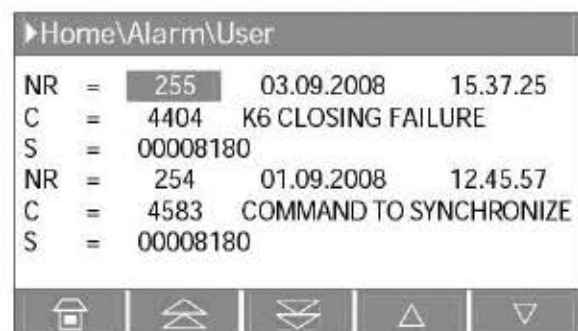 ▶Home\Alarm\User
NR = 255 03.09.2008 15.37.25
C = 4404 K6 CLOSING FAILURE
S = 00008180
NR = 254 01.09.2008 12.45.57
C = 4583 COMMAND TO SYNCHRONIZE
S = 00008180